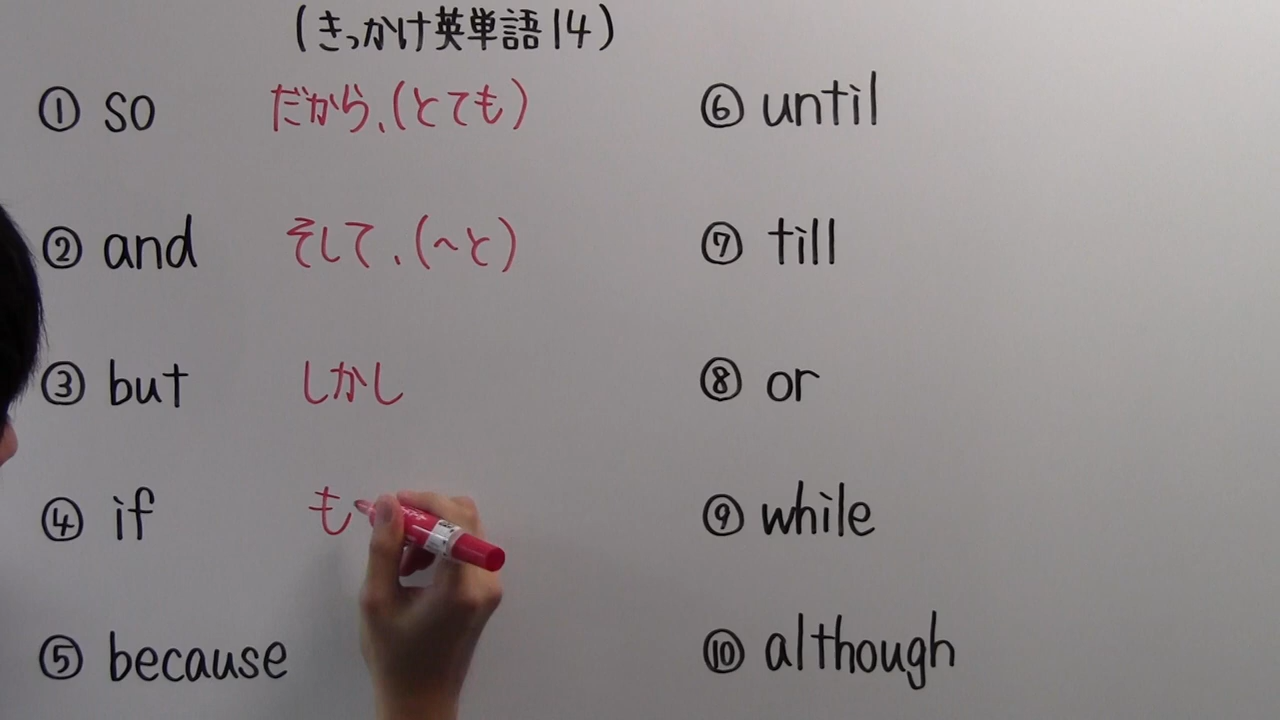 (きっかけ英単語14)
① so だから、(とても)
② and そして、(~と)
③ but しかし
④ if も
⑤ because
⑥ until
⑦ till
⑧ or
⑨ while
⑩ although